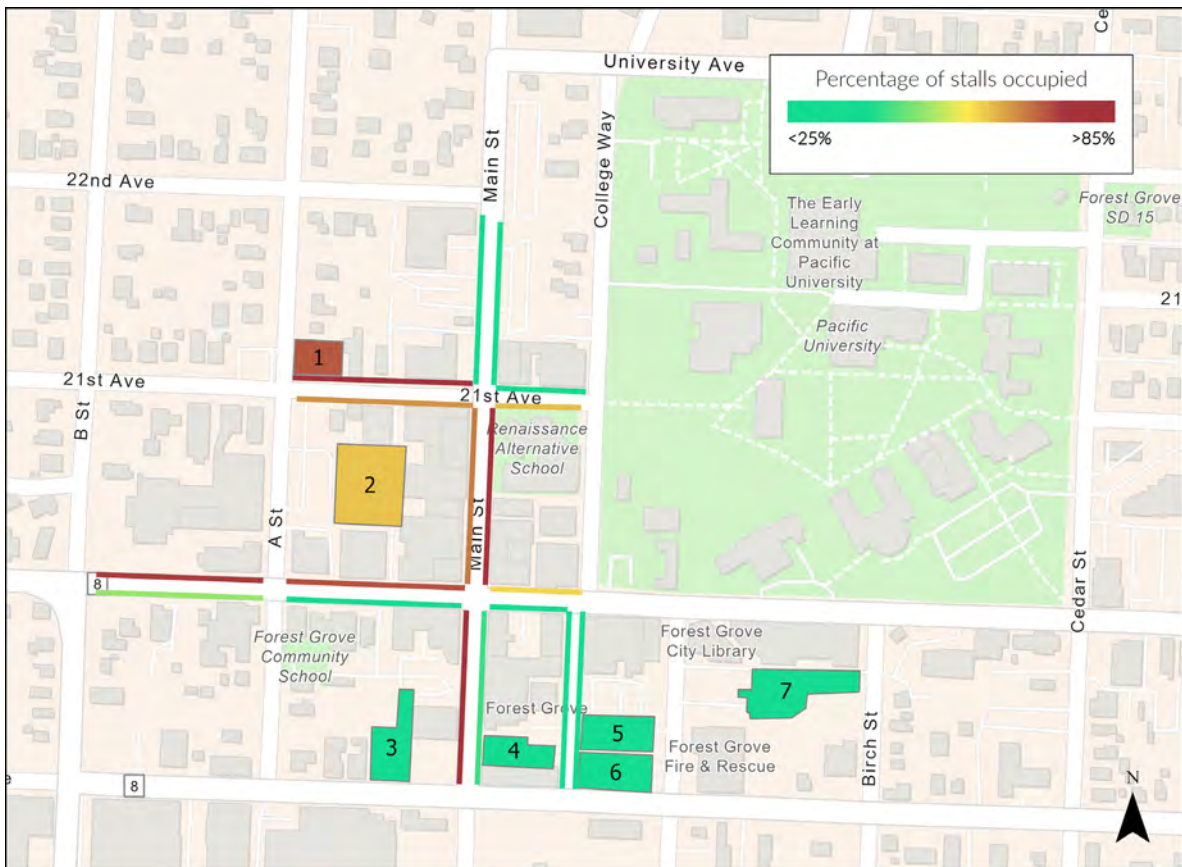 Ce
University Ave
Percentage of stalls occupied
<25%
>85%
Main St
College Way
22nd Ave
The Early
Learning
Community at
Pacific
University
Forest Grove
SD 15
21
Pacific
University
1
21st Ave
21st Ave
B St
Renaissance
Alternative
School
2
A St
Main St
8
Cedar St
Forest Grove
Community
School
Forest Grove
City Library
7
Forest Grove
3
4
5
6
Forest Grove
Fire & Rescue
Birch St
e
8
N